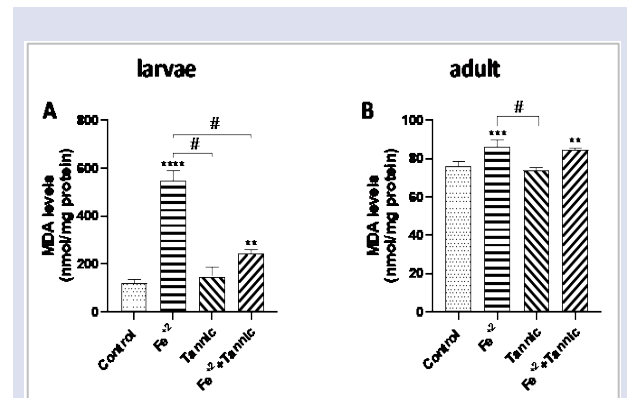 larvae
adult
A
B
MDA levels
(nmol/mg protein)
800
600
400
200
0
#
#
****
**
Control
Fe+2
Tannic
Fe+2+Tannic
MDA levels
(nmol/mg protein)
100
80
60
40
20
0
#
***
**
Control
Fe+2
Tannic
Fe+2+Tannic